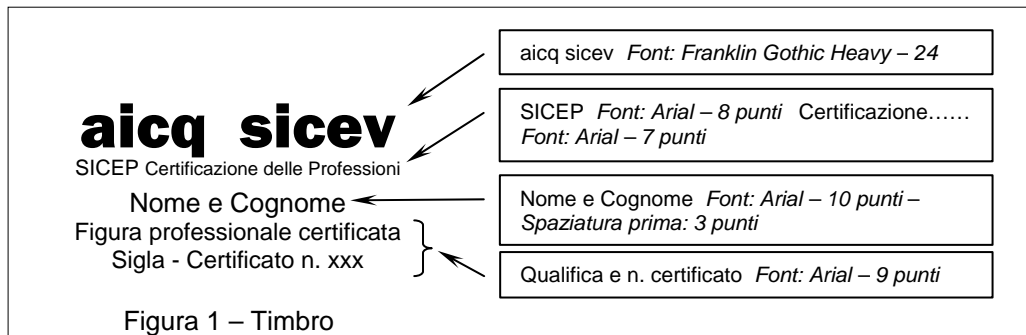 aicq sicev Font: Franklin Gothic Heavy – 24
aicq sicev
SICEP Font: Arial – 8 punti Certificazione……
Font: Arial – 7 punti
SICEP Certificazione delle Professioni
Nome e Cognome
Nome e Cognome Font: Arial – 10 punti –
Spaziatura prima: 3 punti
Figura professionale certificata
Sigla - Certificato n. xxx
Qualifica e n. certificato Font: Arial – 9 punti
Figura 1 – Timbro